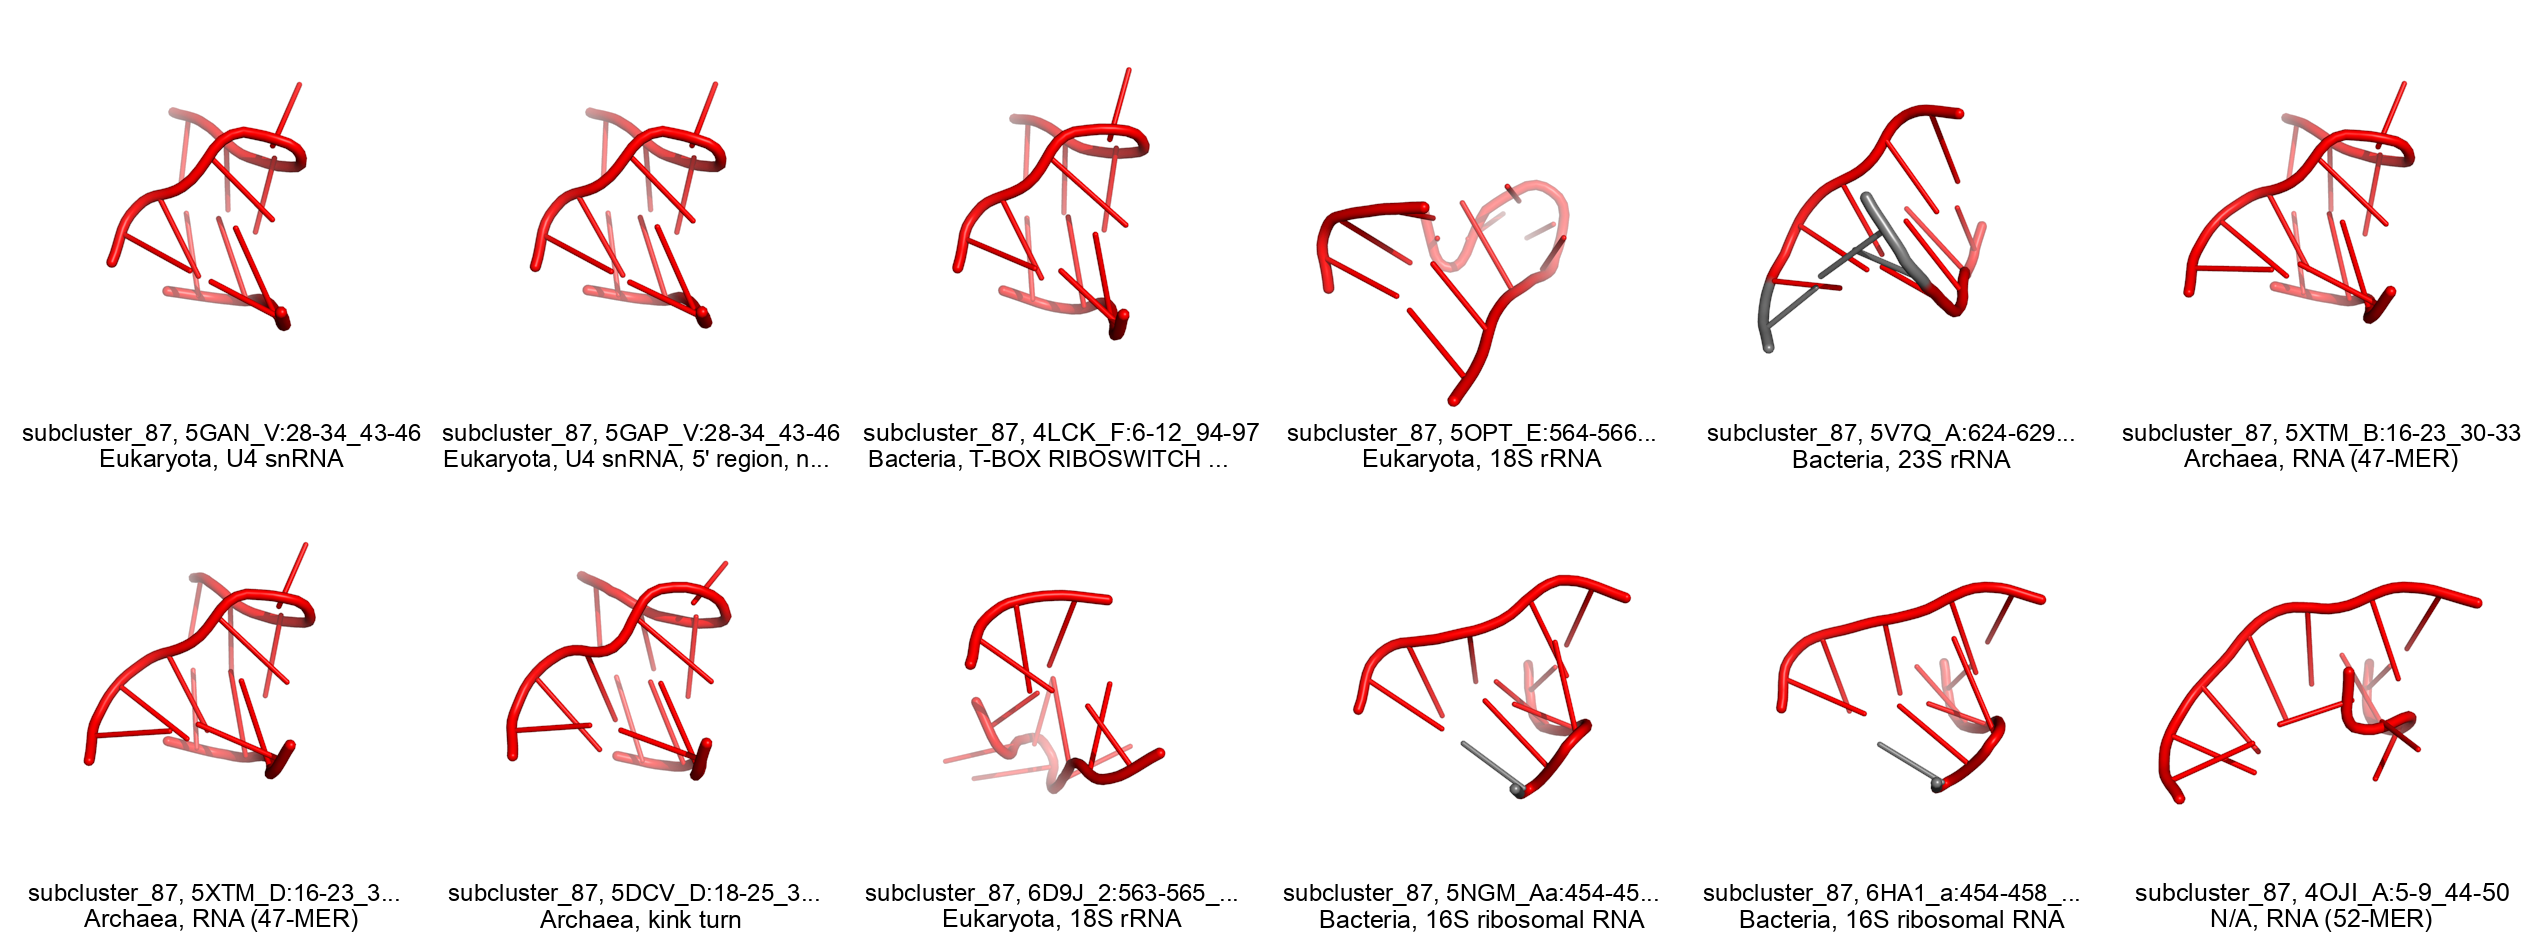 subcluster_87, 5GAN_V:28-34_43-46
Eukaryota, U4 snRNA
subcluster_87, 5GAP_V:28-34_43-46
Eukaryota, U4 snRNA, 5' region, n...
subcluster_87, 4LCK_F:6-12_94-97
Bacteria, T-BOX RIBOSWITCH ...
subcluster_87, 5OPT_E:564-566...
Eukaryota, 18S rRNA
subcluster_87, 5V7Q_A:624-629...
Bacteria, 23S rRNA
subcluster_87, 5XTM_B:16-23_30-33
Archaea, RNA (47-MER)
subcluster_87, 5XTM_D:16-23_3...
Archaea, RNA (47-MER)
subcluster_87, 5DCV_D:18-25_3...
Archaea, kink turn
subcluster_87, 6D9J_2:563-565_...
Eukaryota, 18S rRNA
subcluster_87, 5NGM_Aa:454-45...
Bacteria, 16S ribosomal RNA
subcluster_87, 6HA1_a:454-458_...
Bacteria, 16S ribosomal RNA
subcluster_87, 4OJI_A:5-9_44-50
N/A, RNA (52-MER)